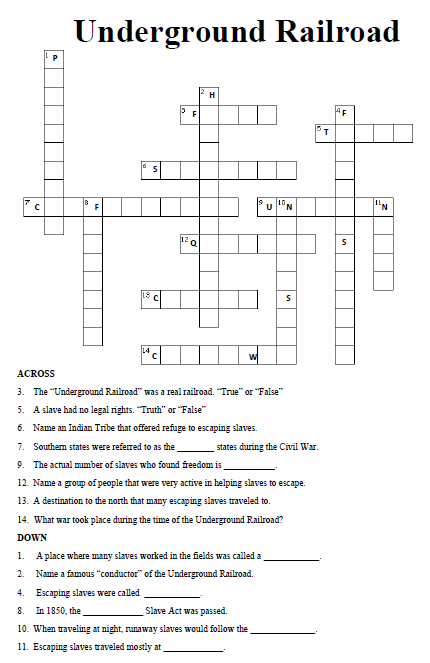 Underground Railroad
1 P
2 H
3 F 4 F
5 T
6 S
7 C 8 F 9 U 10 N 11 N
12 Q S
13 C S
14 C W
ACROSS
3. The “Underground Railroad” was a real railroad. “True” or “False”
5. A slave had no legal rights. “Truth” or “False”
6. Name an Indian Tribe that offered refuge to escaping slaves.
7. Southern states were referred to as the ________ states during the Civil War.
9. The actual number of slaves who found freedom is ___________.
12. Name a group of people that were very active in helping slaves to escape.
13. A destination to the north that many escaping slaves traveled to.
14. What war took place during the time of the Underground Railroad?
DOWN
1. A place where many slaves worked in the fields was called a ____________.
2. Name a famous “conductor” of the Underground Railroad.
4. Escaping slaves were called ____________.
8. In 1850, the _____________ Slave Act was passed.
10. When traveling at night, runaway slaves would follow the ______________.
11. Escaping slaves traveled mostly at _____________.